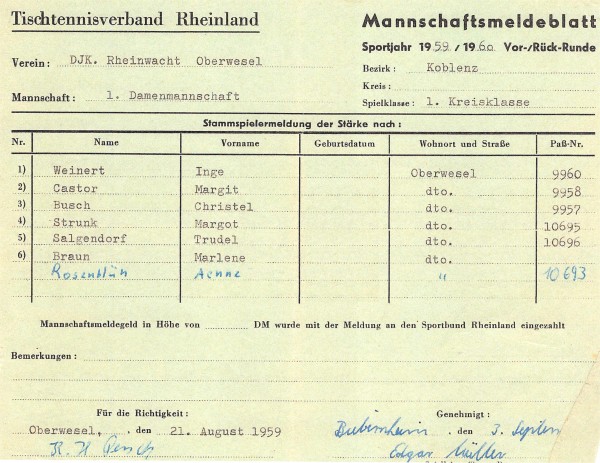 Tischtennisverband Rheinland
Mannschaftsmeldeblatt
Sportjahr 1959 / 1960 Vor-/Rück-Runde
Verein: DJK. Rheinwacht Oberwesel
Bezirk: Koblenz
Kreis:
Mannschaft: 1. Damenmannschaft
Spielklasse: 1. Kreisklasse
Stammspielermeldung der Stärke nach:
Nr. Name Vorname Geburtsdatum Wohnort und Straße Paß-Nr.
1) Weinert Inge Oberwesel 9960
2) Castor Margit dto. 9958
3) Busch Christel dto. 9957
4) Strunk Margot dto. 10695
5) Salgendorf Trudel dto. 10696
6) Braun Marlene dto.
Rosenblüh Aenne " 10693
Mannschaftsmeldegeld in Höhe von DM wurde mit der Meldung an den Sportbund Rheinland eingezahlt
Bemerkungen:
Für die Richtigkeit: Genehmigt:
Oberwesel, . den 21. August 1959 , den 3. Septem
Edgar Müller